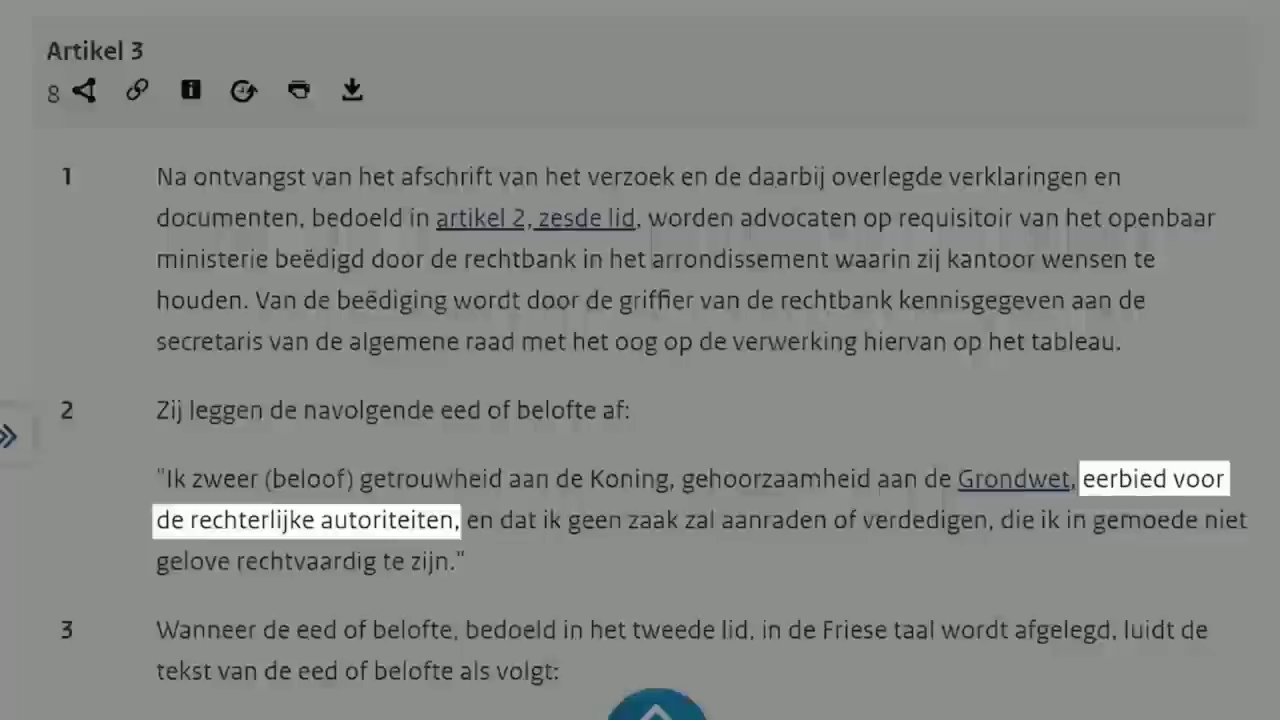 Artikel 3
8
1 Na ontvangst van het afschrift van het verzoek en de daarbij overlegde verklaringen en
documenten, bedoeld in artikel 2, zesde lid, worden advocaten op requisitoir van het openbaar
ministerie beëdigd door de rechtbank in het arrondissement waarin zij kantoor wensen te
houden. Van de beëdiging wordt door de griffier van de rechtbank kennisgegeven aan de
secretaris van de algemene raad met het oog op de verwerking hiervan op het tableau.
2 Zij leggen de navolgende eed of belofte af:
"Ik zweer (beloof) getrouwheid aan de Koning, gehoorzaamheid aan de Grondwet, eerbied voor
de rechterlijke autoriteiten, en dat ik geen zaak zal aanraden of verdedigen, die ik in gemoede niet
gelove rechtvaardig te zijn."
3 Wanneer de eed of belofte, bedoeld in het tweede lid, in de Friese taal wordt afgelegd, luidt de
tekst van de eed of belofte als volgt: